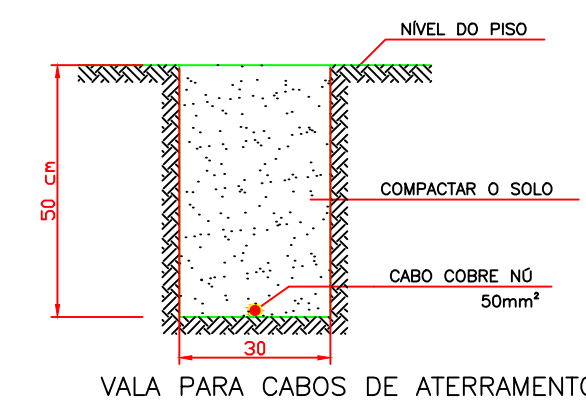 NÍVEL DO PISO
50 cm
COMPACTAR O SOLO
CABO COBRE NÚ
50mm²
30
VALA PARA CABOS DE ATERRAMENTO